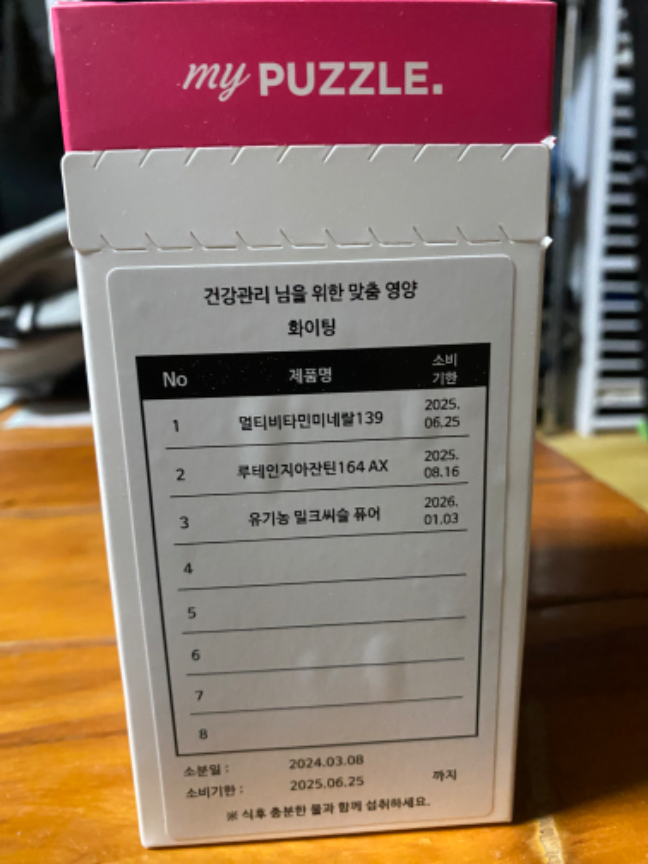 my PUZZLE.
건강관리 님을 위한 맞춤 영양
화이팅
No 제품명 소비 기한
1 멀티비타민미네랄139 2025. 06.25
2 루테인지아잔틴164 AX 2025. 08.16
3 유기농 밀크씨슬 퓨어 2026. 01.03
4
5
6
7
8
소분일 : 2024.03.08
소비기한 : 2025.06.25 까지
※ 식후 충분한 물과 함께 섭취하세요.